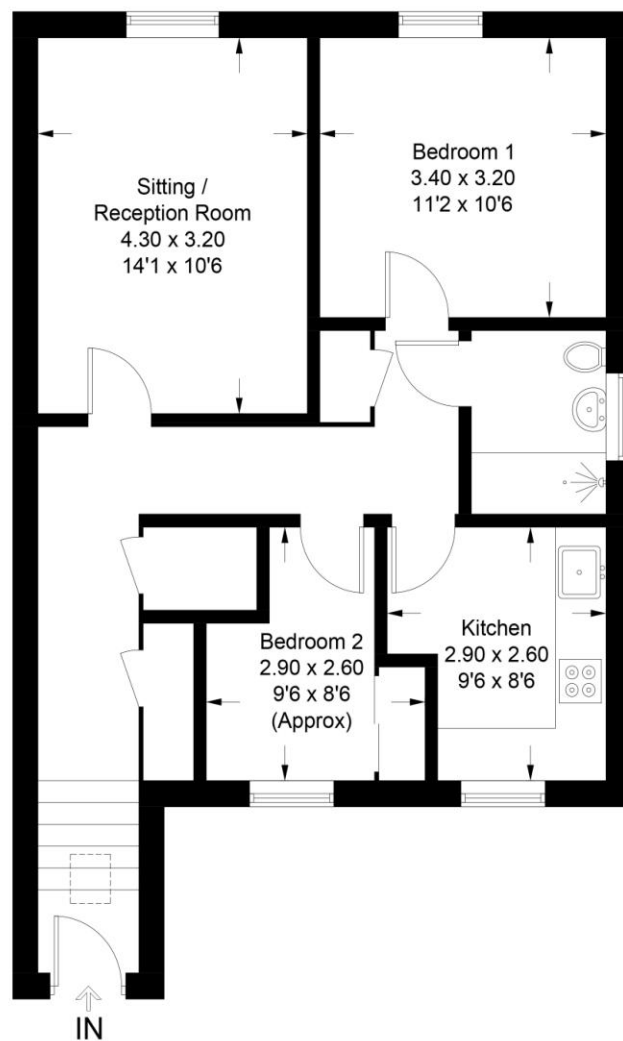 Sitting /
Reception Room
4.30 x 3.20
14'1 x 10'6
Bedroom 1
3.40 x 3.20
11'2 x 10'6
Bedroom 2
2.90 x 2.60
9'6 x 8'6
(Approx)
Kitchen
2.90 x 2.60
9'6 x 8'6
IN